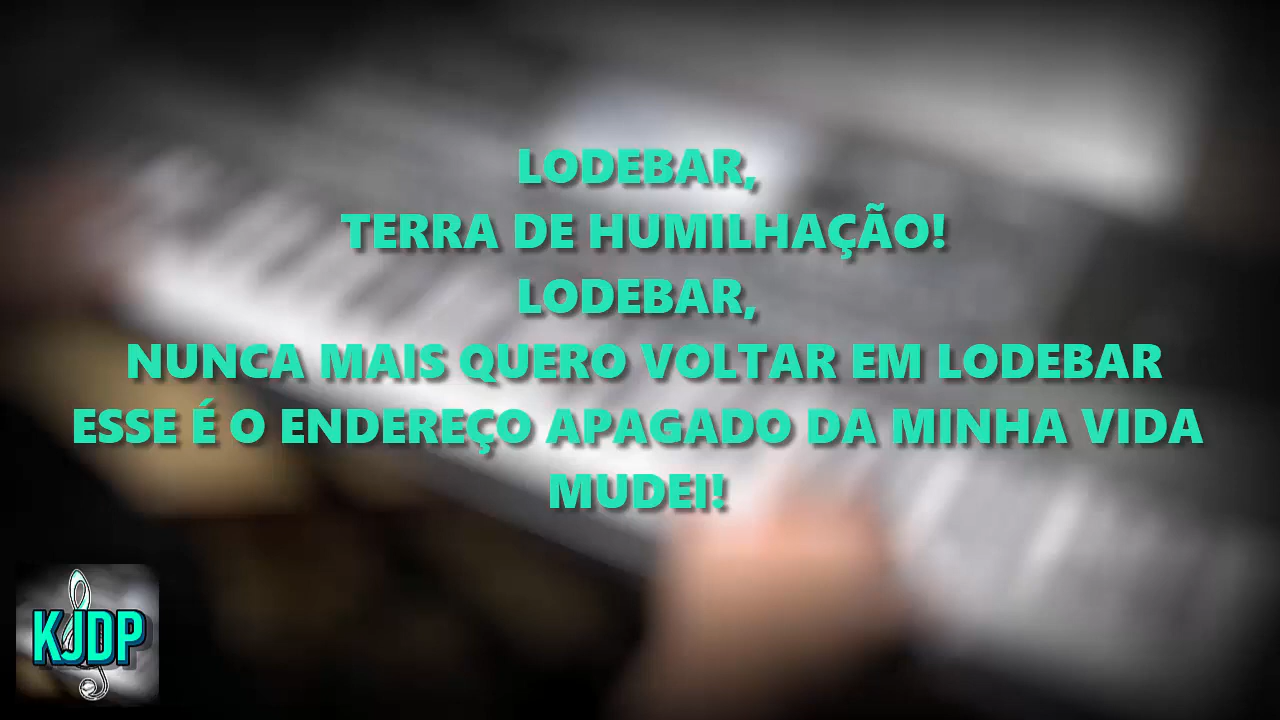 LODEBAR,
TERRA DE HUMILHAÇÃO!
LODEBAR,
NUNCA MAIS QUERO VOLTAR EM LODEBAR
ESSE É O ENDEREÇO APAGADO DA MINHA VIDA
MUDEI!
KJDP